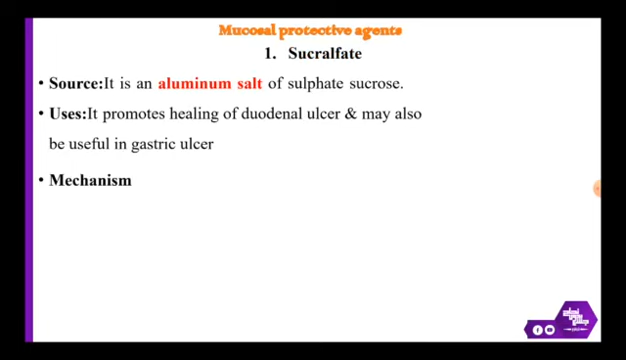 Mucosal protective agents
1. Sucralfate
• Source:It is an aluminum salt of sulphate sucrose.
• Uses:It promotes healing of duodenal ulcer & may also
be useful in gastric ulcer
• Mechanism